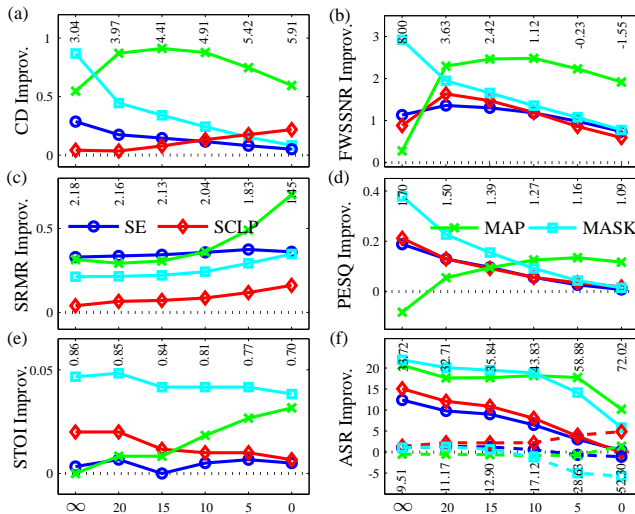 (a)
3.04 3.97 4.41 4.91 5.42 5.91
CD Improv.
1
0.5
0
(b)
8.00 3.63 2.42 1.12 -0.23 -1.55
FWSSNR Improv.
3
2
1
0
(c)
2.18 2.16 2.13 2.04 1.83 1.45
SRMR Improv.
0.5
0
SE SCLP
(d)
1.70 1.50 1.39 1.27 1.16 1.09
PESQ Improv.
0.4
0.2
0
MAP MASK
(e)
0.86 0.85 0.84 0.81 0.77 0.70
STOI Improv.
0.05
0
∞ 20 15 10 5 0
(f)
33.72 32.71 35.84 43.83 58.88 72.02
ASR Improv.
20
15
10
5
0
-5
9.51 11.17 12.90 17.12 28.63 52.30
∞ 20 15 10 5 0